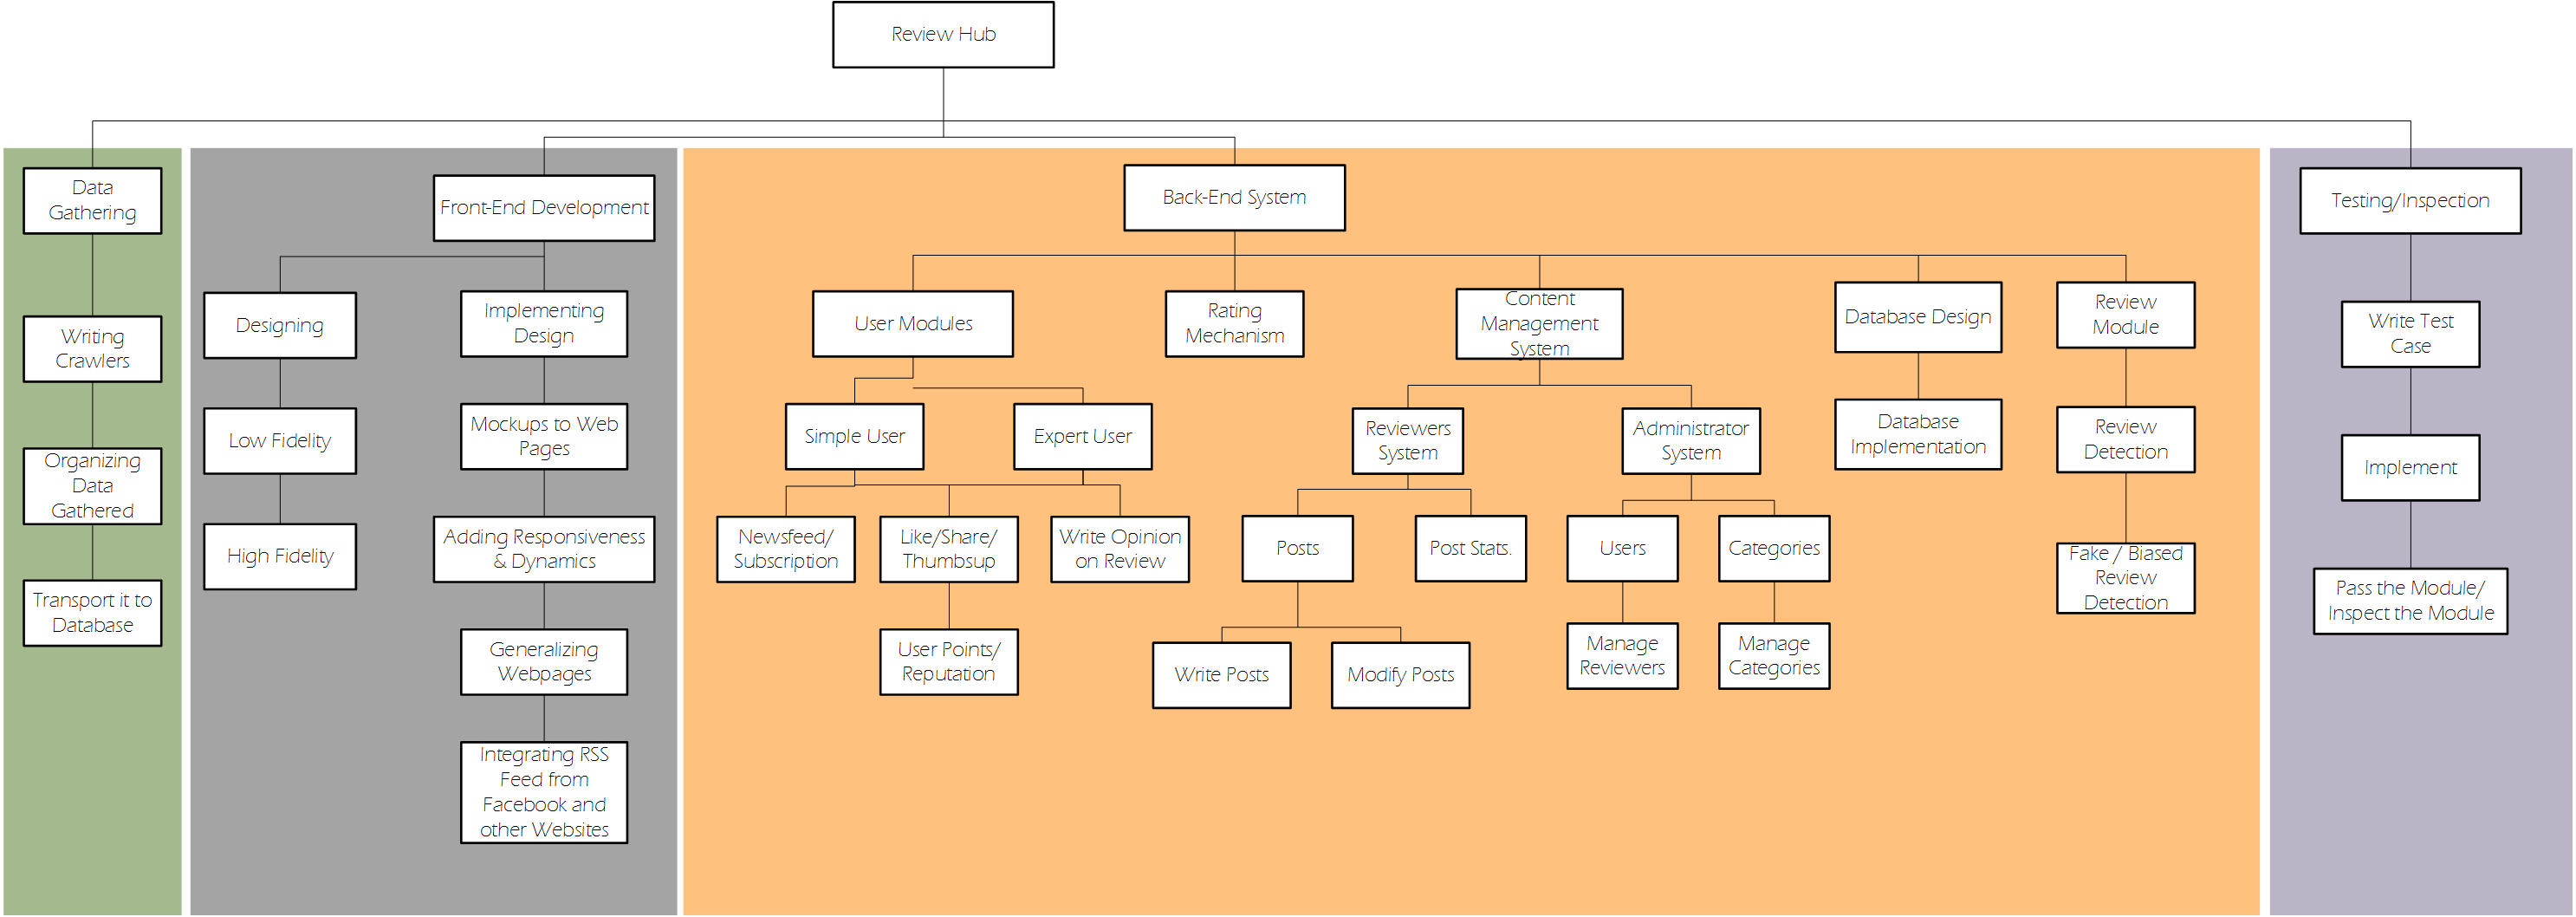 Review Hub
Data
Gathering
Writing
Crawlers
Organizing
Data
Gathered
Transport it to
Database
Front-End Development
Designing
Low Fidelity
High Fidelity
Implementing
Design
Mockups to Web
Pages
Adding Responsiveness
& Dynamics
Generalizing
Webpages
Integrating RSS
Feed from
Facebook and
other Websites
Back-End System
User Modules
Simple User
Expert User
Newsfeed/
Subscription
Like/Share/
Thumbsup
Write Opinion
on Review
User Points/
Reputation
Rating
Mechanism
Content
Management
System
Reviewers
System
Administrator
System
Posts
Post Stats.
Write Posts
Modify Posts
Users
Categories
Manage
Reviewers
Manage
Categories
Database Design
Database
Implementation
Review
Module
Review
Detection
Fake / Biased
Review
Detection
Testing/Inspection
Write Test
Case
Implement
Pass the Module/
Inspect the Module